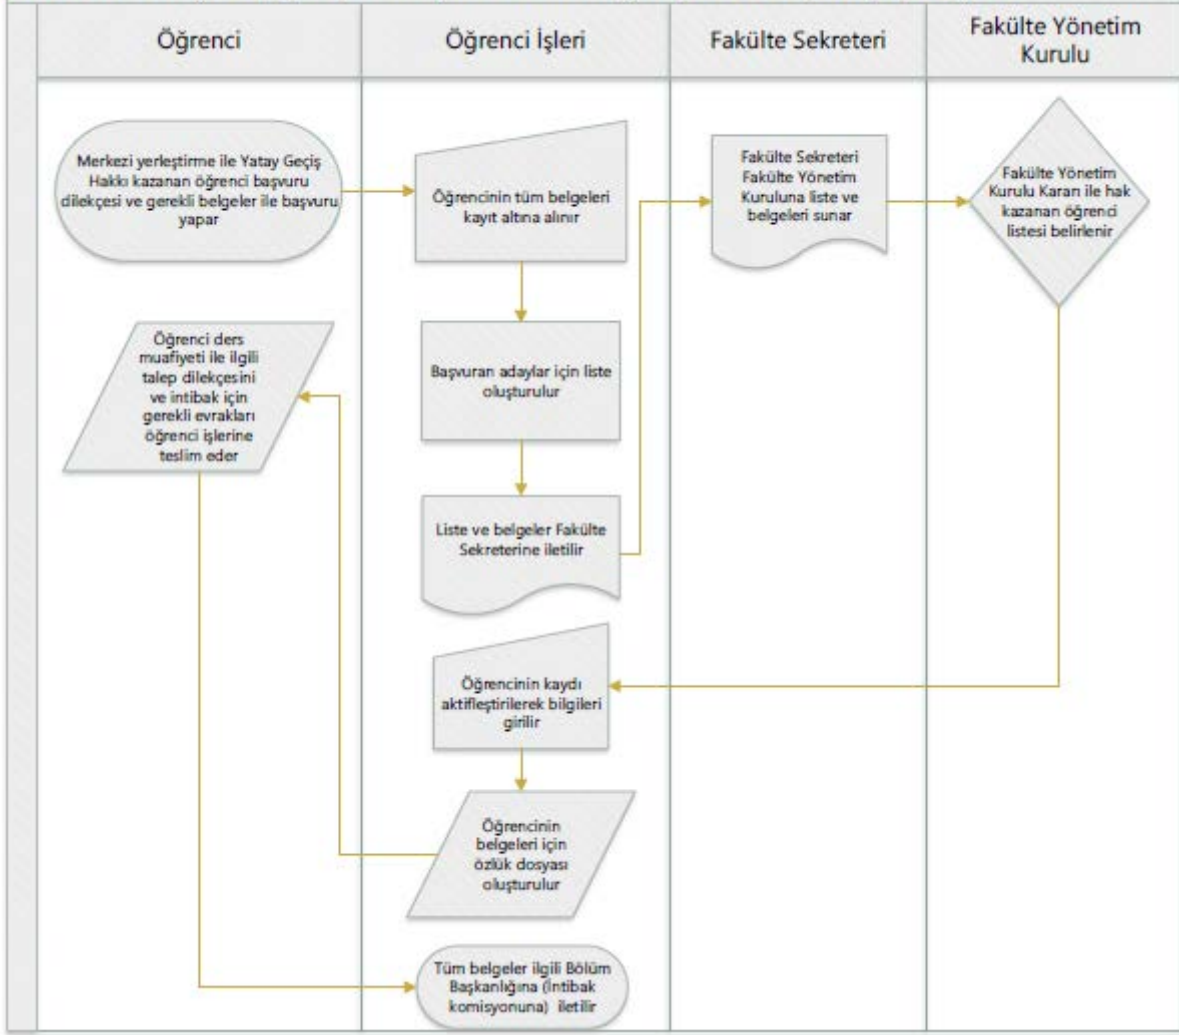 Öğrenci
Öğrenci İşleri
Fakülte Sekreteri
Fakülte Yönetim
Kurulu
Merkezi yerleştirme ile Yatay Geçiş
Hakkı kazanan öğrenci başvuru
dilekçesi ve gerekli belgeler ile başvuru
yapar
Öğrencinin tüm belgeleri
kayıt altına alınır
Başvuran adaylar için liste
oluşturulur
Liste ve belgeler Fakülte
Sekreterine iletilir
Fakülte Sekreteri
Fakülte Yönetim
Kuruluna liste ve
belgeleri sunar
Fakülte Yönetim
Kurulu Kararı ile hak
kazanan öğrenci
listesi belirlenir
Öğrencinin kaydı
aktifleştirilerek bilgileri
girilir
Öğrencinin
belgeleri için
özlük dosyası
oluşturulur
Öğrenci ders
muafiyeti ile ilgili
talep dilekçesini
ve intibak için
gerekli evrakları
öğrenci işlerine
teslim eder
Tüm belgeler ilgili Bölüm
Başkanlığına (İntibak
komisyonuna) iletilir